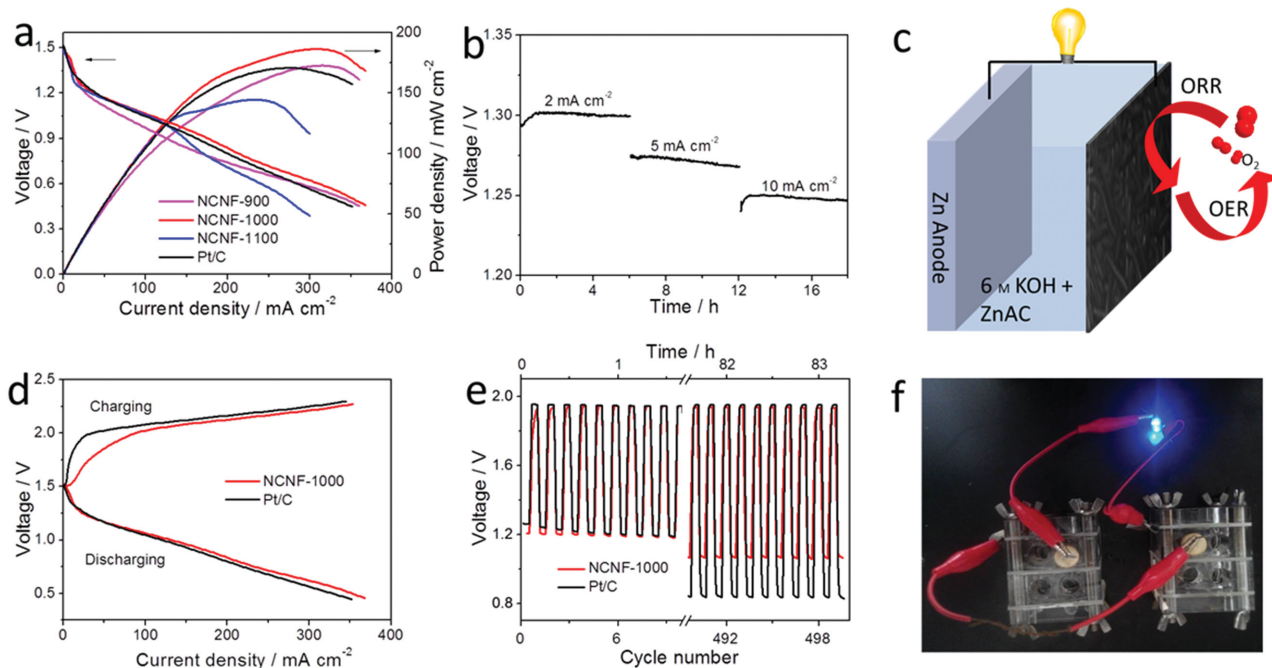 a
Voltage / V
1.5
1.2
0.9
0.6
0.3
0.0
200
150
100
50
0
Power density / mW cm⁻²
NCNF-900
NCNF-1000
NCNF-1100
Pt/C
0 100 200 300 400
Current density / mA cm⁻²
b
Voltage / V
1.35
1.30
1.25
1.20
2 mA cm⁻²
5 mA cm⁻²
10 mA cm⁻²
0 4 8 12 16
Time / h
c
ORR
O₂
OER
Zn Anode
6 M KOH +
ZnAC
d
Voltage / V
2.5
2.0
1.5
1.0
0.5
Charging
NCNF-1000
Pt/C
Discharging
0 100 200 300 400
Current density / mA cm⁻²
e
Time / h
0 1 82 83
Voltage / V
2.0
1.6
1.2
0.8
NCNF-1000
Pt/C
0 6 492 498
Cycle number
f